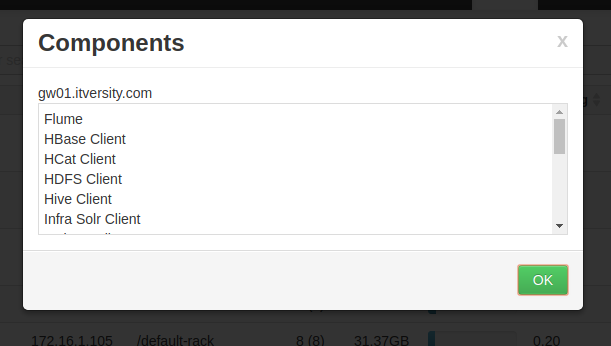 Components
x
gw01.itversity.com
Flume
HBase Client
HCat Client
HDFS Client
Hive Client
Infra Solr Client
OK
172.16.1.105 /default-rack 8 (8) 31.37GB 0.20